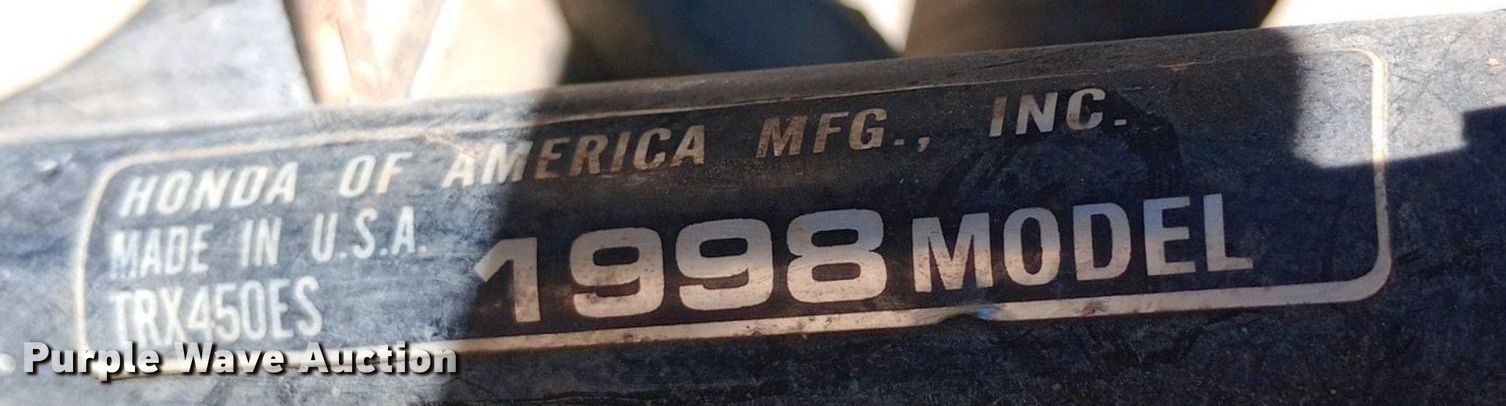 HONDA OF AMERICA MFG., INC.
MADE IN U.S.A.
TRX450ES
1998 MODEL
Purple Wave Auction